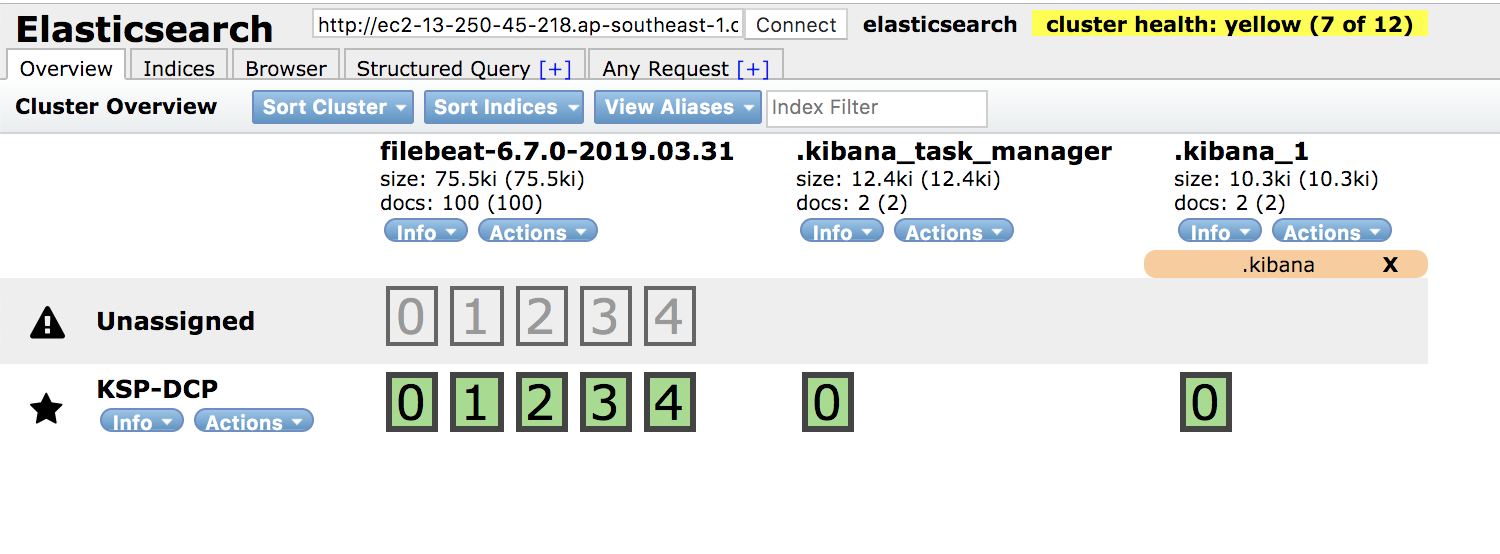 Elasticsearch http://ec2-13-250-45-218.ap-southeast-1.c Connect elasticsearch cluster health: yellow (7 of 12)
Overview Indices Browser Structured Query [+] Any Request [+]
Cluster Overview Sort Cluster Sort Indices View Aliases Index Filter
filebeat-6.7.0-2019.03.31 .kibana_task_manager .kibana_1
size: 75.5ki (75.5ki) size: 12.4ki (12.4ki) size: 10.3ki (10.3ki)
docs: 100 (100) docs: 2 (2) docs: 2 (2)
Info Actions Info Actions Info Actions
.kibana X
Unassigned 0 1 2 3 4
KSP-DCP 0 1 2 3 4 0 0
Info Actions